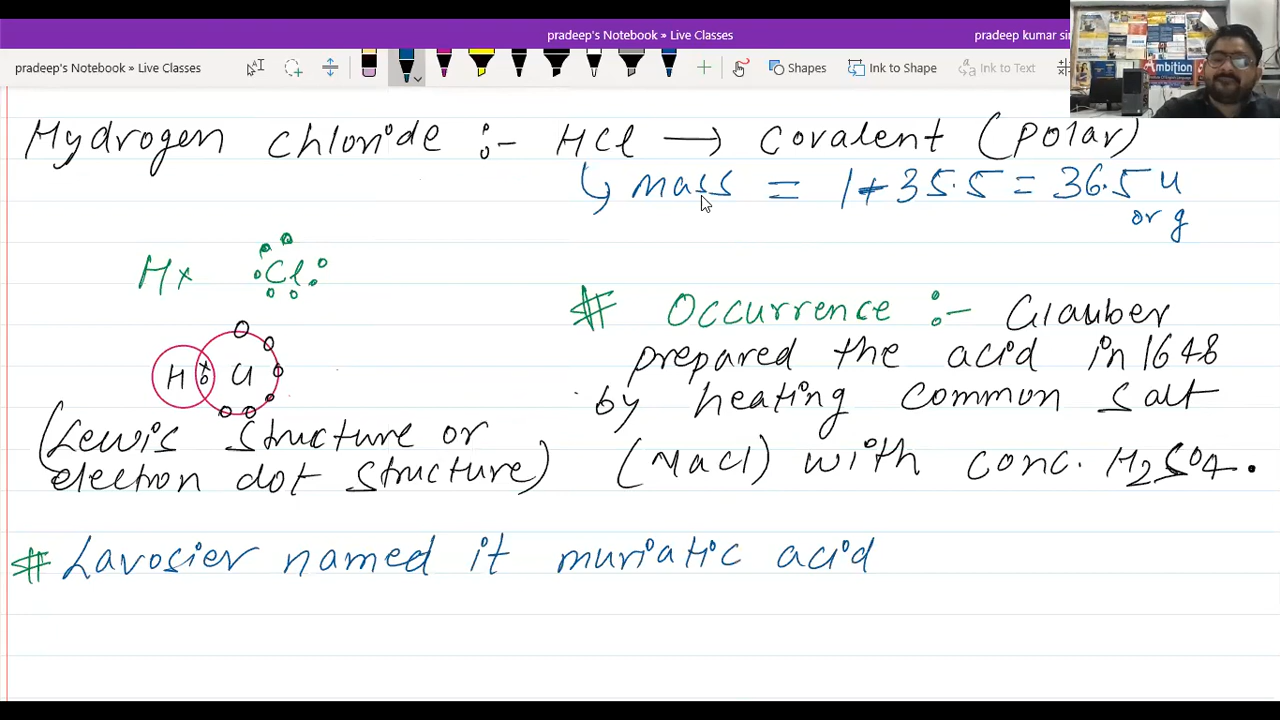 pradeep's Notebook » Live Classes
pradeep kumar sin
pradeep's Notebook » Live Classes
Shapes
Ink to Shape
Ink to Text
Ambition
Hydrogen chloride :- HCl → Covalent (polar)
↳ mass = 1+35.5 = 36.5 u
or g
Hx Cl
H x Cl
(Lewis structure or
electron dot structure)
# Occurrence :- Glauber
prepared the acid in 1648
by heating common salt
(NaCl) with conc. H₂SO₄.
# Lavosier named it muriatic acid